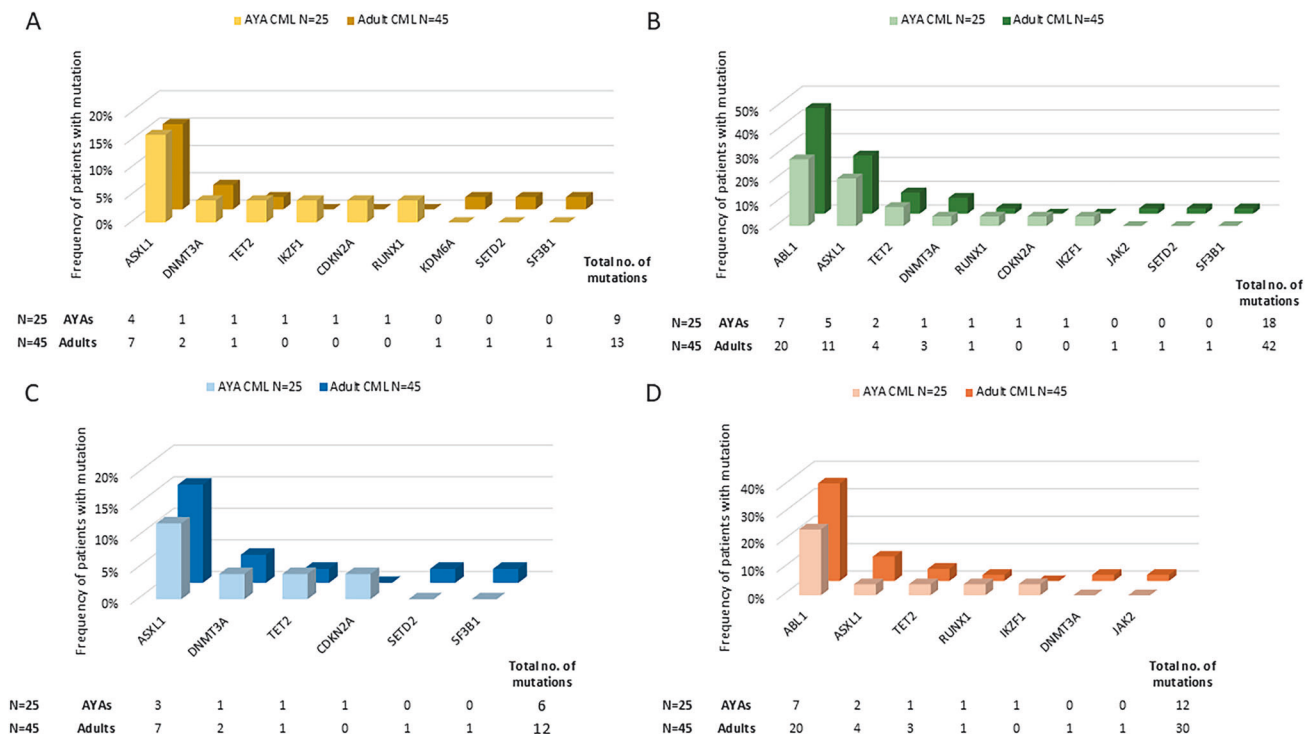 A
AYA CML N=25 Adult CML N=45
Frequency of patients with mutation
20%
15%
10%
5%
0%
ASXL1 DNMT3A TET2 IKZF1 CDKN2A RUNX1 KDM6A SETD2 SF3B1
Total no. of
mutations
N=25 AYAs 4 1 1 1 1 1 0 0 0 9
N=45 Adults 7 2 1 0 0 0 1 1 1 13
B
AYA CML N=25 Adult CML N=45
Frequency of patients with mutation
50%
40%
30%
20%
10%
0%
ABL1 ASXL1 TET2 DNMT3A RUNX1 CDKN2A IKZF1 JAK2 SETD2 SF3B1
Total no. of
mutations
N=25 AYAs 7 5 2 1 1 1 1 0 0 0 18
N=45 Adults 20 11 4 3 1 0 0 1 1 1 42
C
AYA CML N=25 Adult CML N=45
Frequency of patients with mutation
20%
15%
10%
5%
0%
ASXL1 DNMT3A TET2 CDKN2A SETD2 SF3B1
Total no. of
mutations
N=25 AYAs 3 1 1 1 0 0 6
N=45 Adults 7 2 1 0 1 1 12
D
AYA CML N=25 Adult CML N=45
Frequency of patients with mutation
40%
30%
20%
10%
0%
ABL1 ASXL1 TET2 RUNX1 IKZF1 DNMT3A JAK2
Total no. of
mutations
N=25 AYAs 7 2 1 1 1 0 0 12
N=45 Adults 20 4 3 1 0 1 1 30